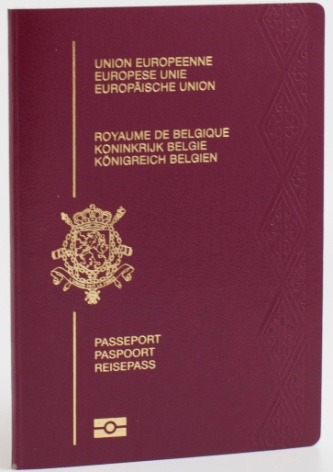 UNION EUROPEENNE
EUROPESE UNIE
EUROPÄISCHE UNION
ROYAUME DE BELGIQUE
KONINKRIJK BELGIE
KÖNIGREICH BELGIEN
PASSEPORT
PASPOORT
REISEPASS